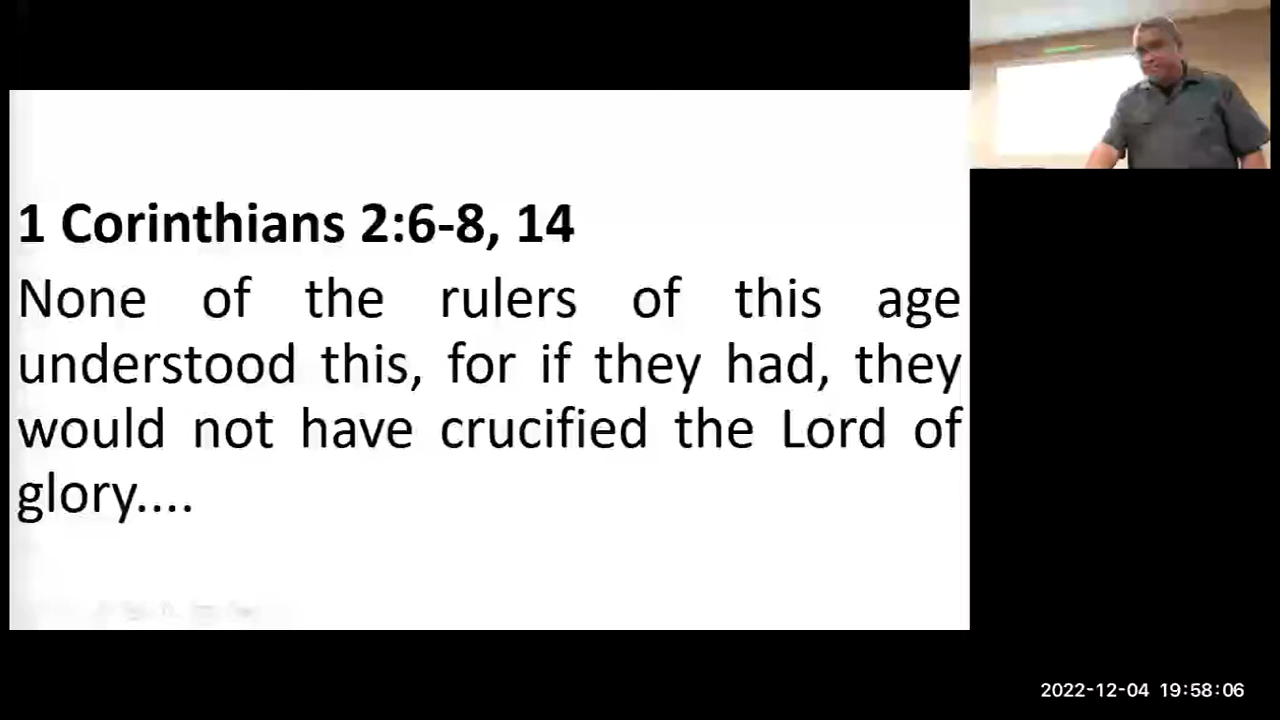 1 Corinthians 2:6-8, 14
None of the rulers of this age
understood this, for if they had, they
would not have crucified the Lord of
glory....
2022-12-04 19:58:06